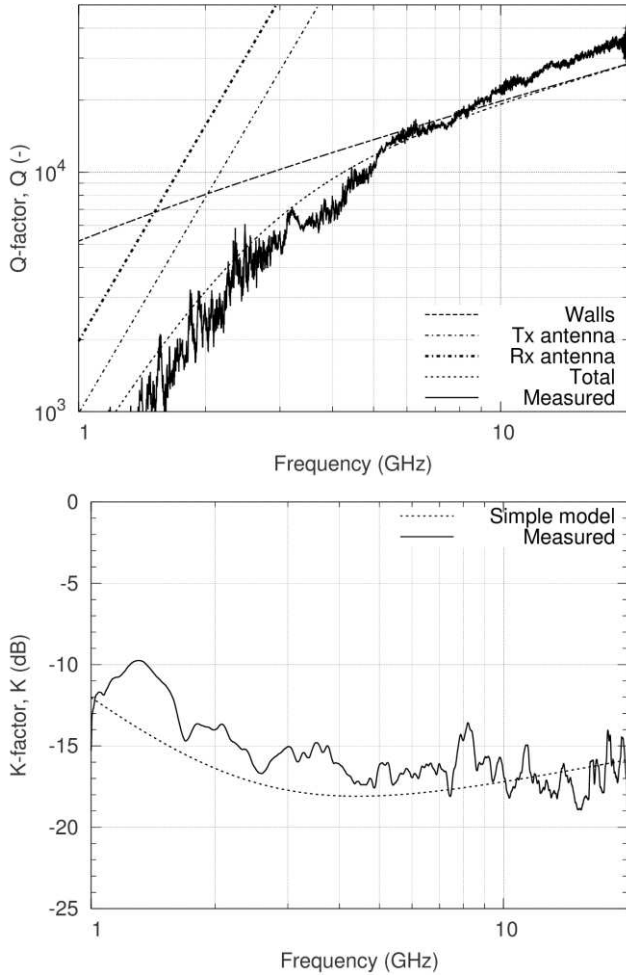 10^4
10^3
1
10
Q-factor, Q (-)
Frequency (GHz)
Walls
Tx antenna
Rx antenna
Total
Measured
0
-5
-10
-15
-20
-25
1
10
K-factor, K (dB)
Frequency (GHz)
Simple model
Measured